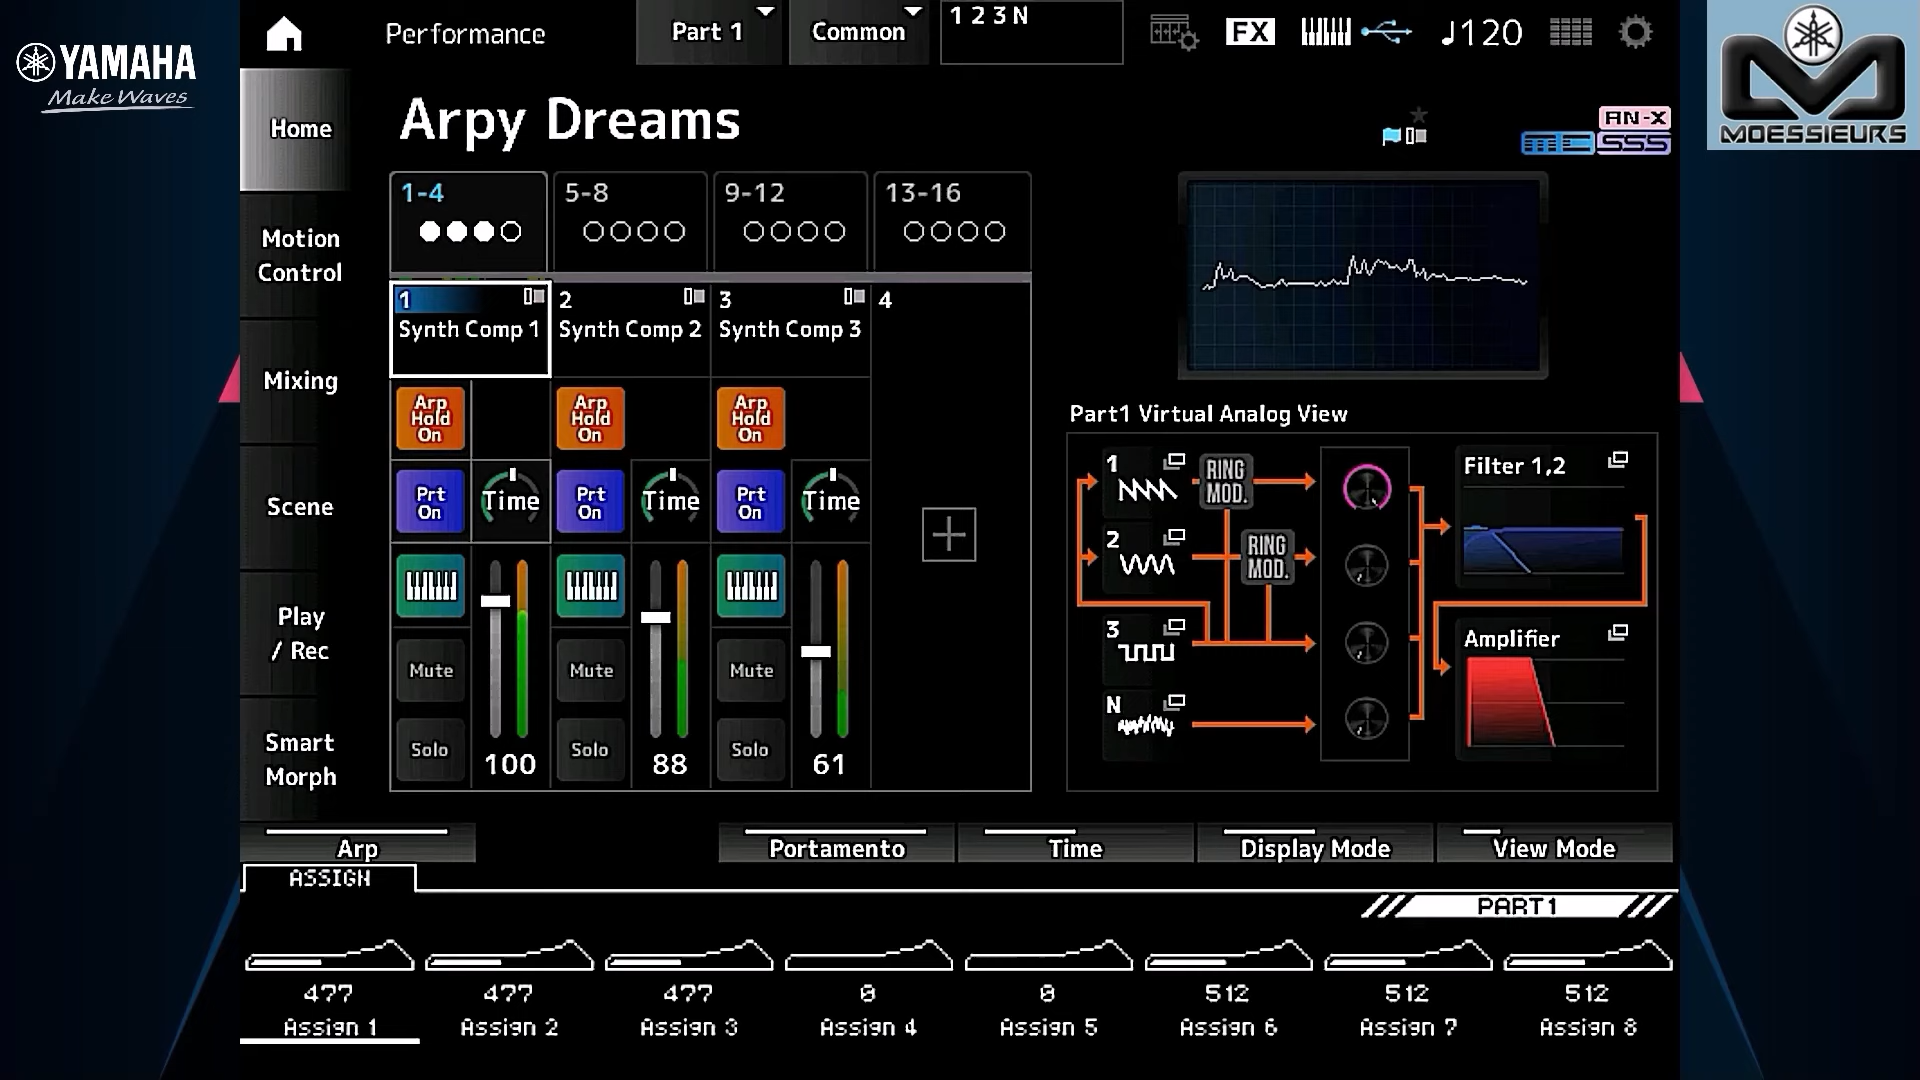 YAMAHA
Make Waves
Performance
Part 1
Common
1 2 3 N
FX
♩120
MOESSIEURS
Home
Arpy Dreams
AN-X
MC
SSS
1-4
5-8
9-12
13-16
Motion
Control
1
2
3
4
Synth Comp 1
Synth Comp 2
Synth Comp 3
Mixing
Arp
Hold
On
Arp
Hold
On
Arp
Hold
On
Part1 Virtual Analog View
Scene
Prt
On
Time
Prt
On
Time
Prt
On
Time
1
RING
MOD.
Filter 1,2
2
RING
MOD.
Play
/ Rec
3
Amplifier
Mute
Mute
Mute
N
Smart
Morph
Solo
100
Solo
88
Solo
61
Arp
Portamento
Time
Display Mode
View Mode
ASSIGN
PART1
477
477
477
0
0
512
512
512
Assign 1
Assign 2
Assign 3
Assign 4
Assign 5
Assign 6
Assign 7
Assign 8